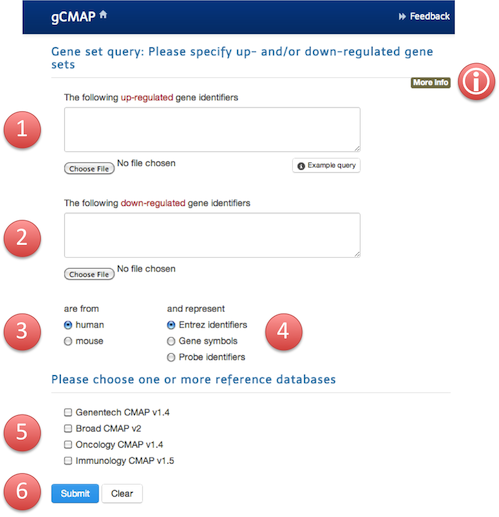 gCMAP Feedback
Gene set query: Please specify up- and/or down-regulated gene
sets
More Info
i
The following up-regulated gene identifiers
1
Choose File No file chosen
i Example query
The following down-regulated gene identifiers
2
Choose File No file chosen
are from and represent
3 human Entrez identifiers 4
mouse Gene symbols
Probe identifiers
Please choose one or more reference databases
Genentech CMAP v1.4
5 Broad CMAP v2
Oncology CMAP v1.4
Immunology CMAP v1.5
6 Submit Clear